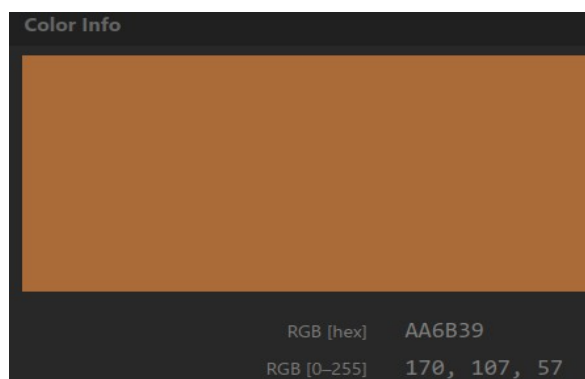 Color Info
RGB [hex] AA6B39
RGB [0–255] 170, 107, 57